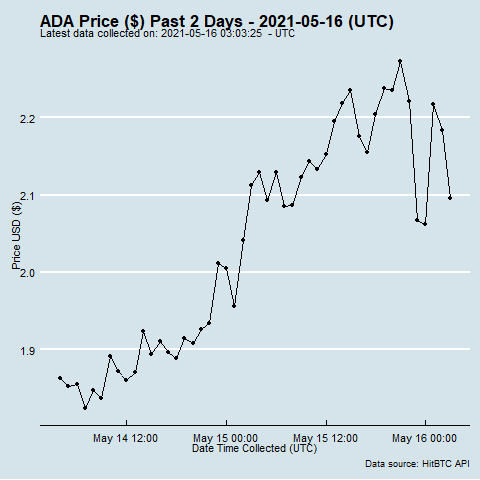 ADA Price ($) Past 2 Days - 2021-05-16 (UTC)
Latest data collected on: 2021-05-16 03:03:25 - UTC
Price USD ($)
2.2
2.1
2.0
1.9
May 14 12:00 May 15 00:00 May 15 12:00 May 16 00:00
Date Time Collected (UTC)
Data source: HitBTC API